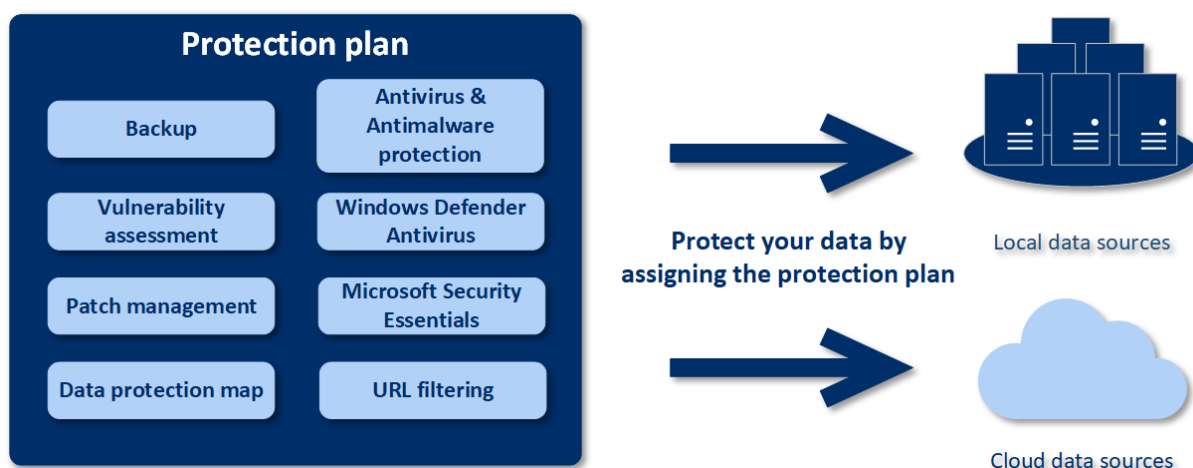 Protection plan
Backup
Antivirus &
Antimalware
protection
Vulnerability
assessment
Windows Defender
Antivirus
Patch management
Microsoft Security
Essentials
Data protection map
URL filtering
Protect your data by
assigning the protection plan
Local data sources
Cloud data sources